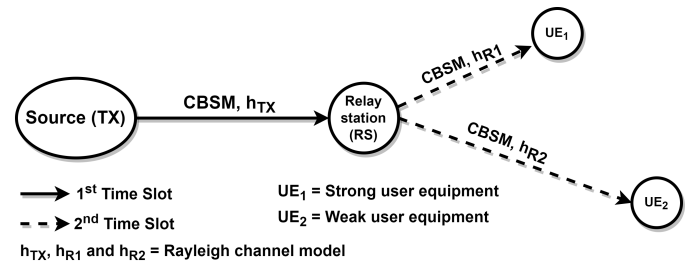 UE₁
CBSM, hR1
Source (TX)
CBSM, hTX
Relay
station
(RS)
CBSM, hR2
UE₂
1st Time Slot
2nd Time Slot
UE₁ = Strong user equipment
UE₂ = Weak user equipment
hTX, hR1 and hR2 = Rayleigh channel model